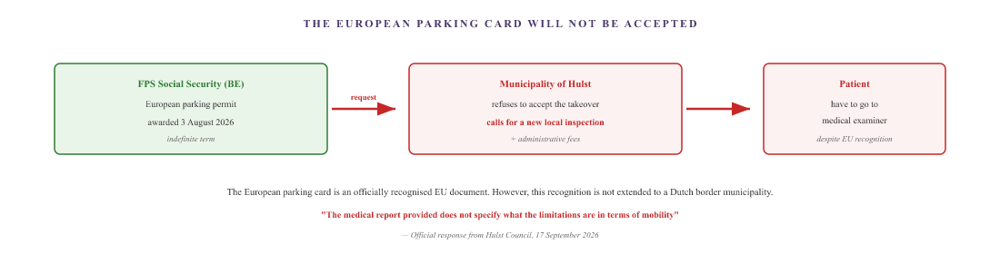 THE EUROPEAN PARKING CARD WILL NOT BE ACCEPTED
FPS Social Security (BE)
European parking permit
awarded 3 August 2026
indefinite term
request
Municipality of Hulst
refuses to accept the takeover
calls for a new local inspection
+ administrative fees
Patient
have to go to
medical examiner
despite EU recognition
The European parking card is an officially recognised EU document. However, this recognition is not extended to a Dutch border municipality.
"The medical report provided does not specify what the limitations are in terms of mobility"
— Official response from Hulst Council, 17 September 2026